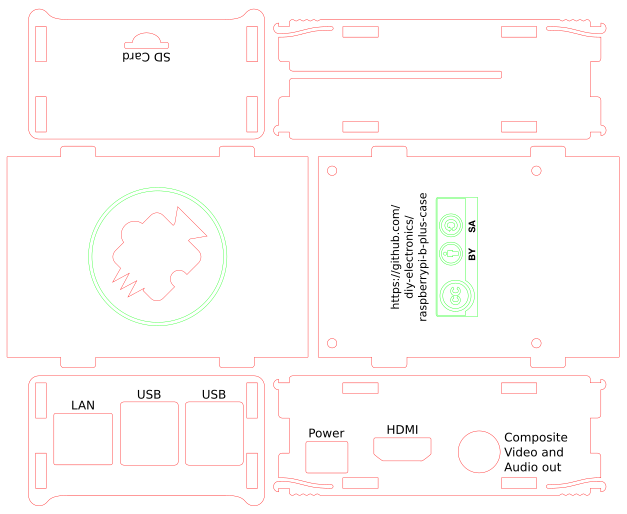 SD Card
https://github.com/
diy-electronics/
raspberrypi-b-plus-case
BY SA
cc
LAN
USB
USB
Power
HDMI
Composite
Video and
Audio out